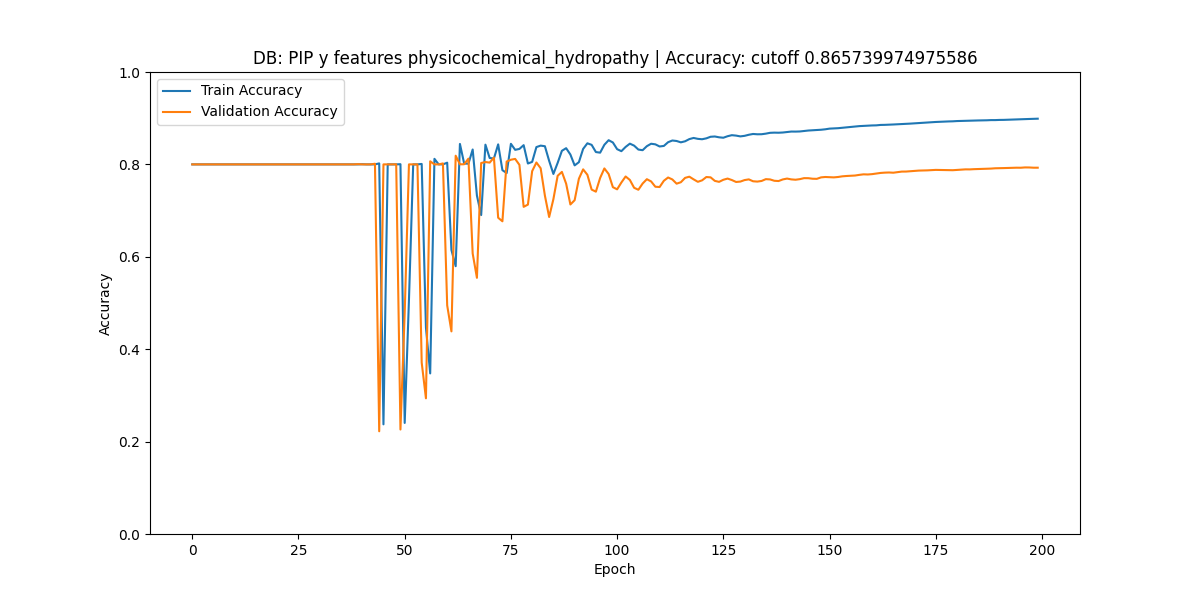 DB: PIP y features physicochemical_hydropathy | Accuracy: cutoff 0.865739974975586
Train Accuracy
Validation Accuracy
Accuracy
1.0
0.8
0.6
0.4
0.2
0.0
0 25 50 75 100 125 150 175 200
Epoch